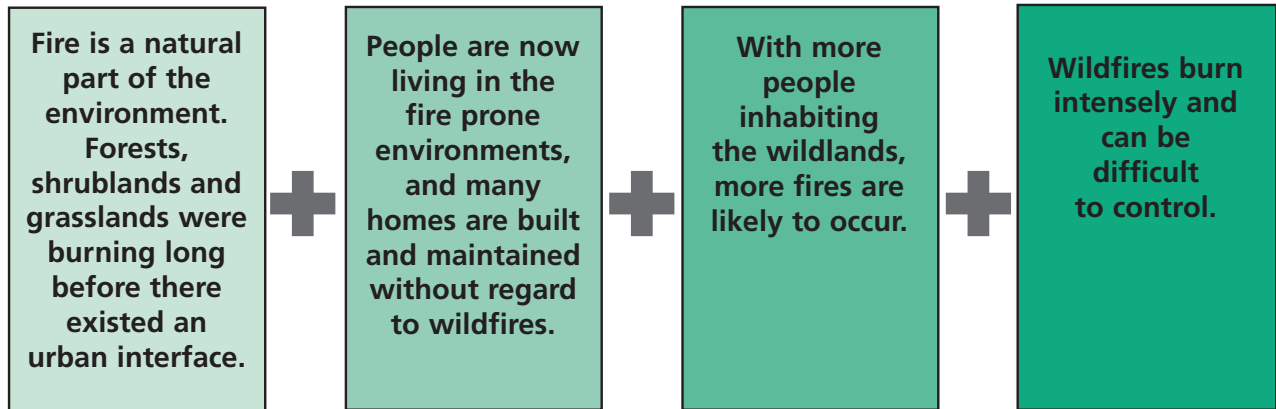 Fire is a natural
part of the
environment.
Forests,
shrublands and
grasslands were
burning long
before there
existed an
urban interface.
People are now
living in the
fire prone
environments,
and many
homes are built
and maintained
without regard
to wildfires.
With more
people
inhabiting
the wildlands,
more fires are
likely to occur.
Wildfires burn
intensely and
can be
difficult
to control.